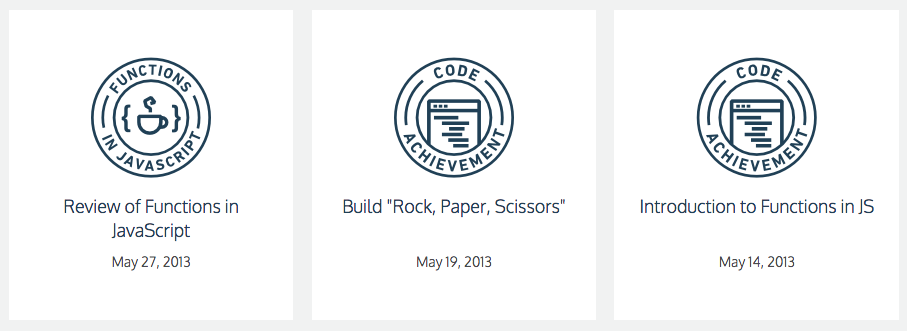 FUNCTIONS
IN JAVASCRIPT
Review of Functions in
JavaScript
May 27, 2013
CODE
ACHIEVEMENT
Build "Rock, Paper, Scissors"
May 19, 2013
CODE
ACHIEVEMENT
Introduction to Functions in JS
May 14, 2013